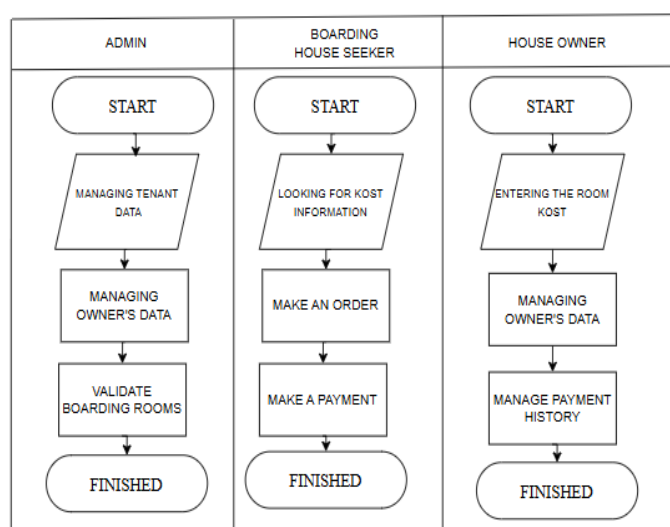 ADMIN
BOARDING
HOUSE SEEKER
HOUSE OWNER
START
MANAGING TENANT
DATA
MANAGING
OWNER'S DATA
VALIDATE
BOARDING ROOMS
FINISHED
START
LOOKING FOR KOST
INFORMATION
MAKE AN ORDER
MAKE A PAYMENT
FINISHED
START
ENTERING THE ROOM
KOST
MANAGING
OWNER'S DATA
MANAGE PAYMENT
HISTORY
FINISHED